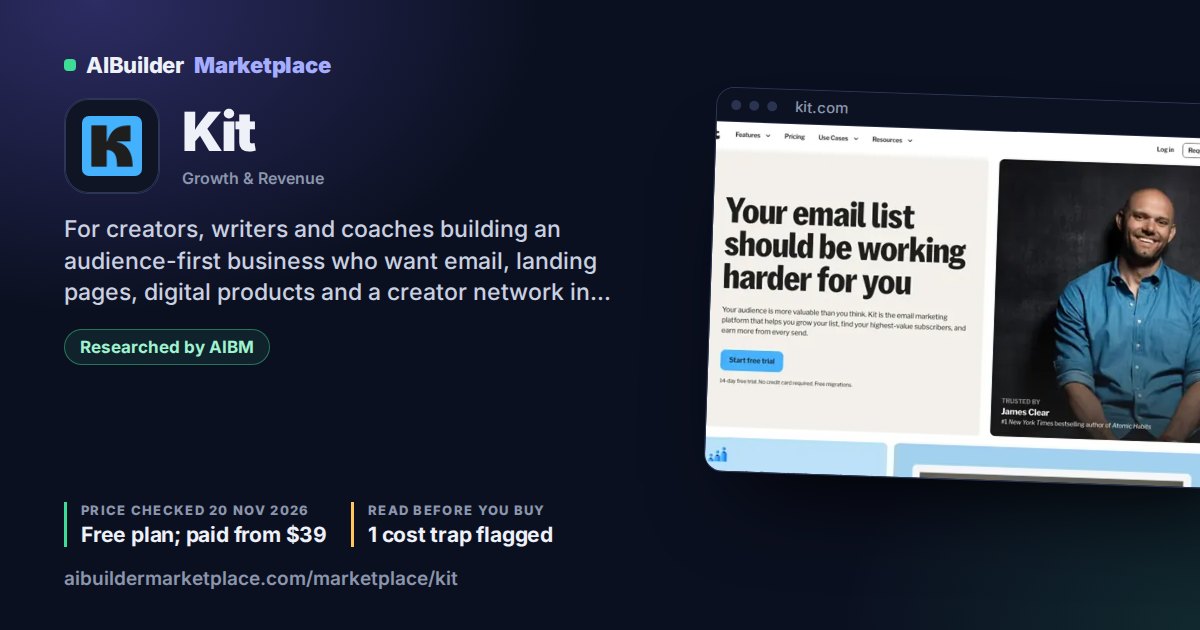 AIBuilder Marketplace
Kit
Growth & Revenue
For creators, writers and coaches building an
audience-first business who want email, landing
pages, digital products and a creator network in...
Researched by AIBM
PRICE CHECKED 20 NOV 2026
Free plan; paid from $39
READ BEFORE YOU BUY
1 cost trap flagged
aibuildermarketplace.com/marketplace/kit
kit.com
Features
Pricing
Use Cases
Resources
Log in
Your email list
should be working
harder for you
Your audience is more valuable than you think. Kit is the email marketing
platform that helps you grow your list, find your highest-value subscribers, and
earn more from every send.
Start free trial
14-day free trial. No credit card required. Free migrations.
TRUSTED BY
James Clear
#1 New York Times bestselling author of Atomic Habits